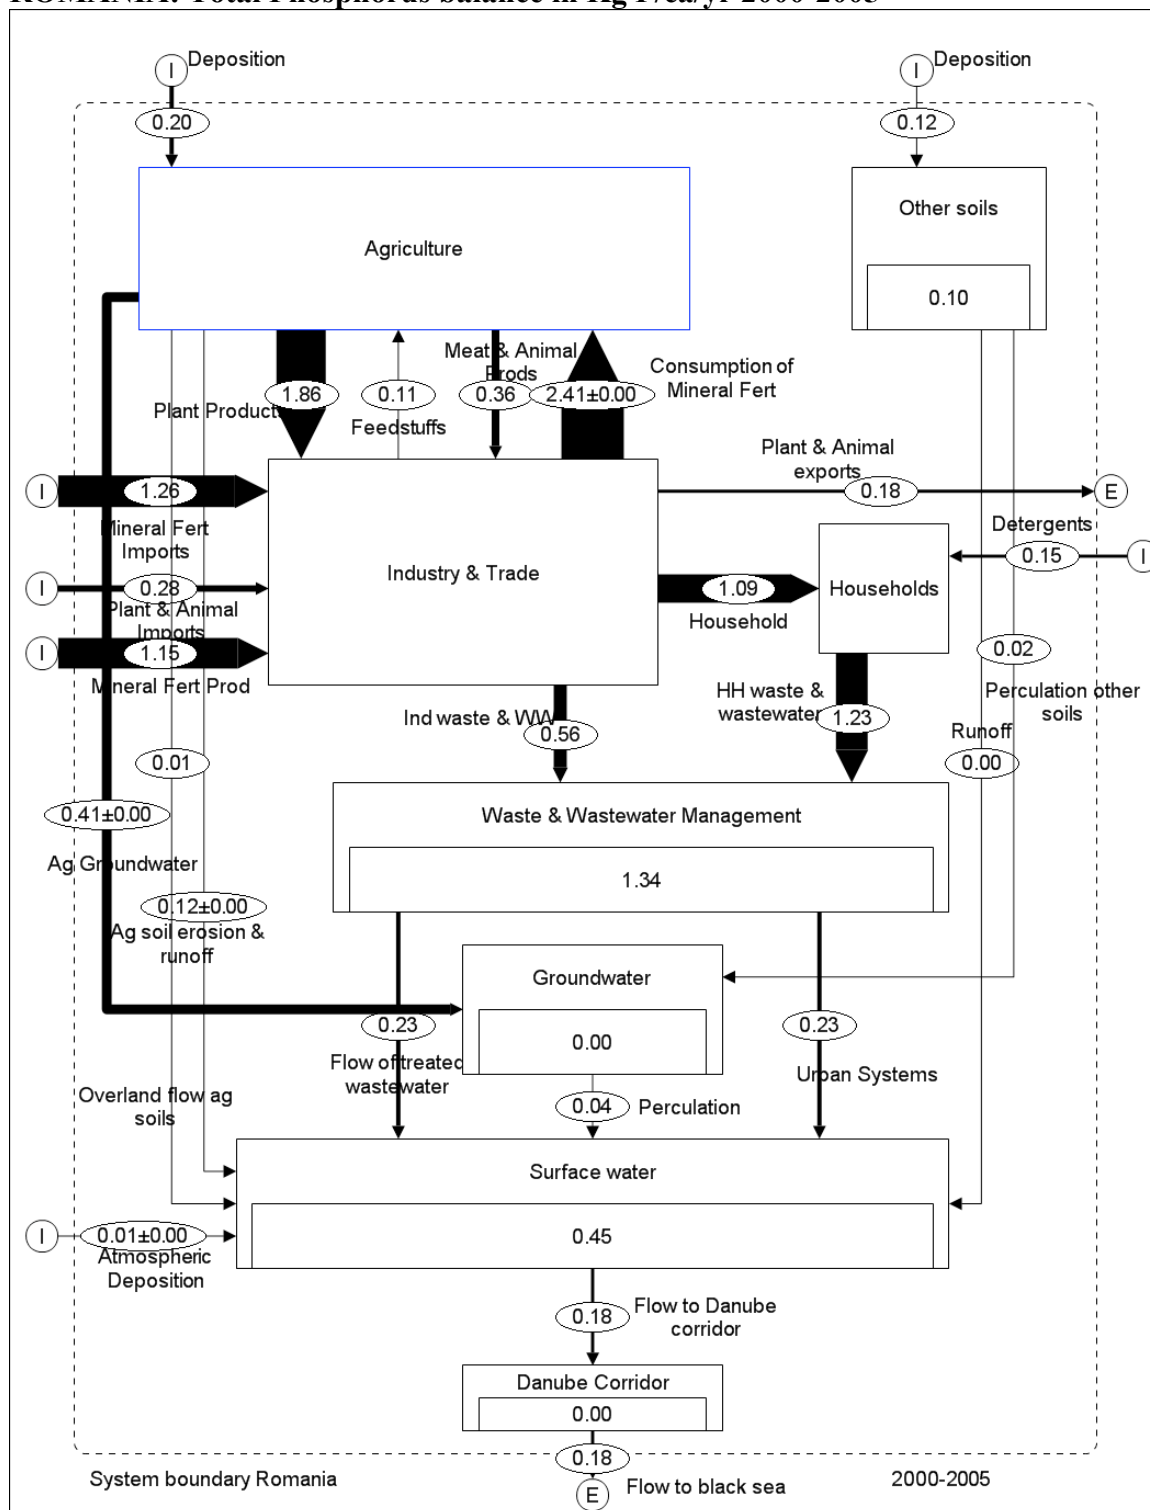 ROMANIA: Total Phosphorus balance in Kg P/ca/yr 2000-2005
I
Deposition
I
Deposition
0.20
0.12
Agriculture
Other soils
0.10
Meat & Animal
Prods
Consumption of
Mineral Fert
1.86
0.11
0.36
2.41±0.00
Plant Product
Feedstuffs
Plant & Animal
exports
I
1.26
0.18
E
Mineral Fert
Imports
Detergents
0.15
I
Industry & Trade
Households
I
0.28
1.09
Plant & Animal
Imports
Household
I
1.15
0.02
Mineral Fert Prod
HH waste &
wastewater
Perculation other
soils
Ind waste & WW
1.23
0.56
Runoff
0.01
0.00
0.41±0.00
Waste & Wastewater Management
Ag Groundwater
1.34
0.12±0.00
Ag soil erosion &
runoff
Groundwater
0.23
0.00
0.23
Flow of treated
wastewater
Urban Systems
Overland flow ag
soils
0.04
Perculation
Surface water
I
0.01±0.00
0.45
Atmospheric
Deposition
0.18
Flow to Danube
corridor
Danube Corridor
0.00
0.18
System boundary Romania
E
Flow to black sea
2000-2005